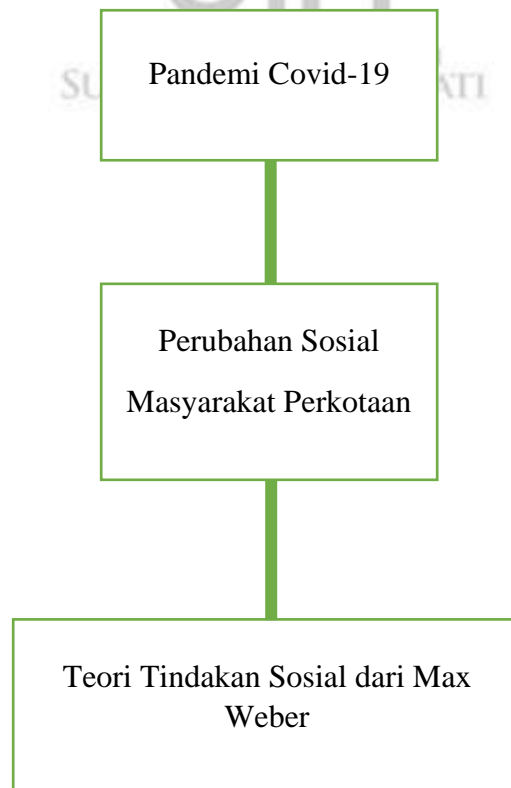 Pandemi Covid-19
Perubahan Sosial
Masyarakat Perkotaan
Teori Tindakan Sosial dari Max
Weber